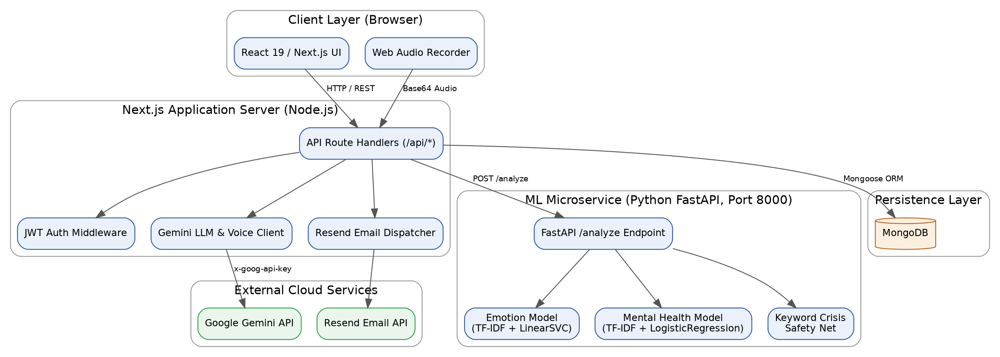 Client Layer (Browser)
React 19 / Next.js UI
Web Audio Recorder
HTTP / REST
Base64 Audio
Next.js Application Server (Node.js)
API Route Handlers (/api/*)
POST /analyze
Mongoose ORM
ML Microservice (Python FastAPI, Port 8000)
Persistence Layer
JWT Auth Middleware
Gemini LLM & Voice Client
Resend Email Dispatcher
FastAPI /analyze Endpoint
MongoDB
x-goog-api-key
External Cloud Services
Google Gemini API
Resend Email API
Emotion Model
(TF-IDF + LinearSVC)
Mental Health Model
(TF-IDF + LogisticRegression)
Keyword Crisis
Safety Net